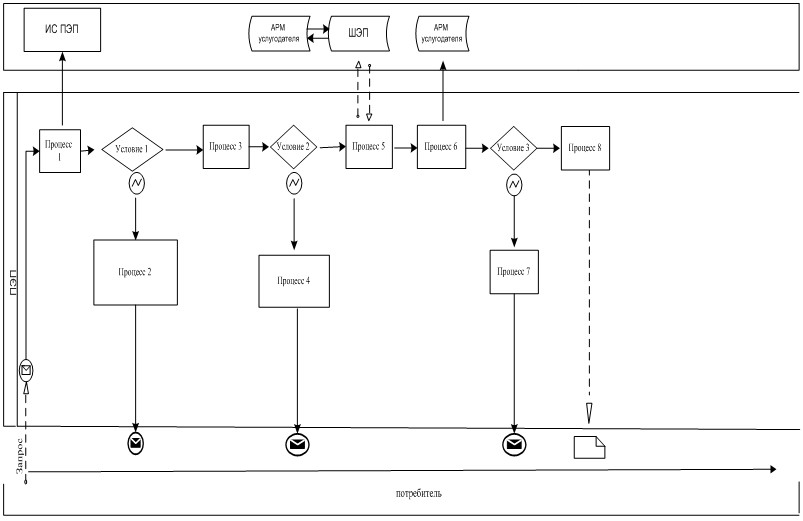 ИС ПЭП
АРМ
услугодателя
ШЭП
АРМ
услугодателя
Процесс
1
Условие 1
Процесс 3
Условие 2
Процесс 5
Процесс 6
Условие 3
Процесс 8
Процесс 2
Процесс 4
Процесс 7
ПЭП
Запрос
потребитель